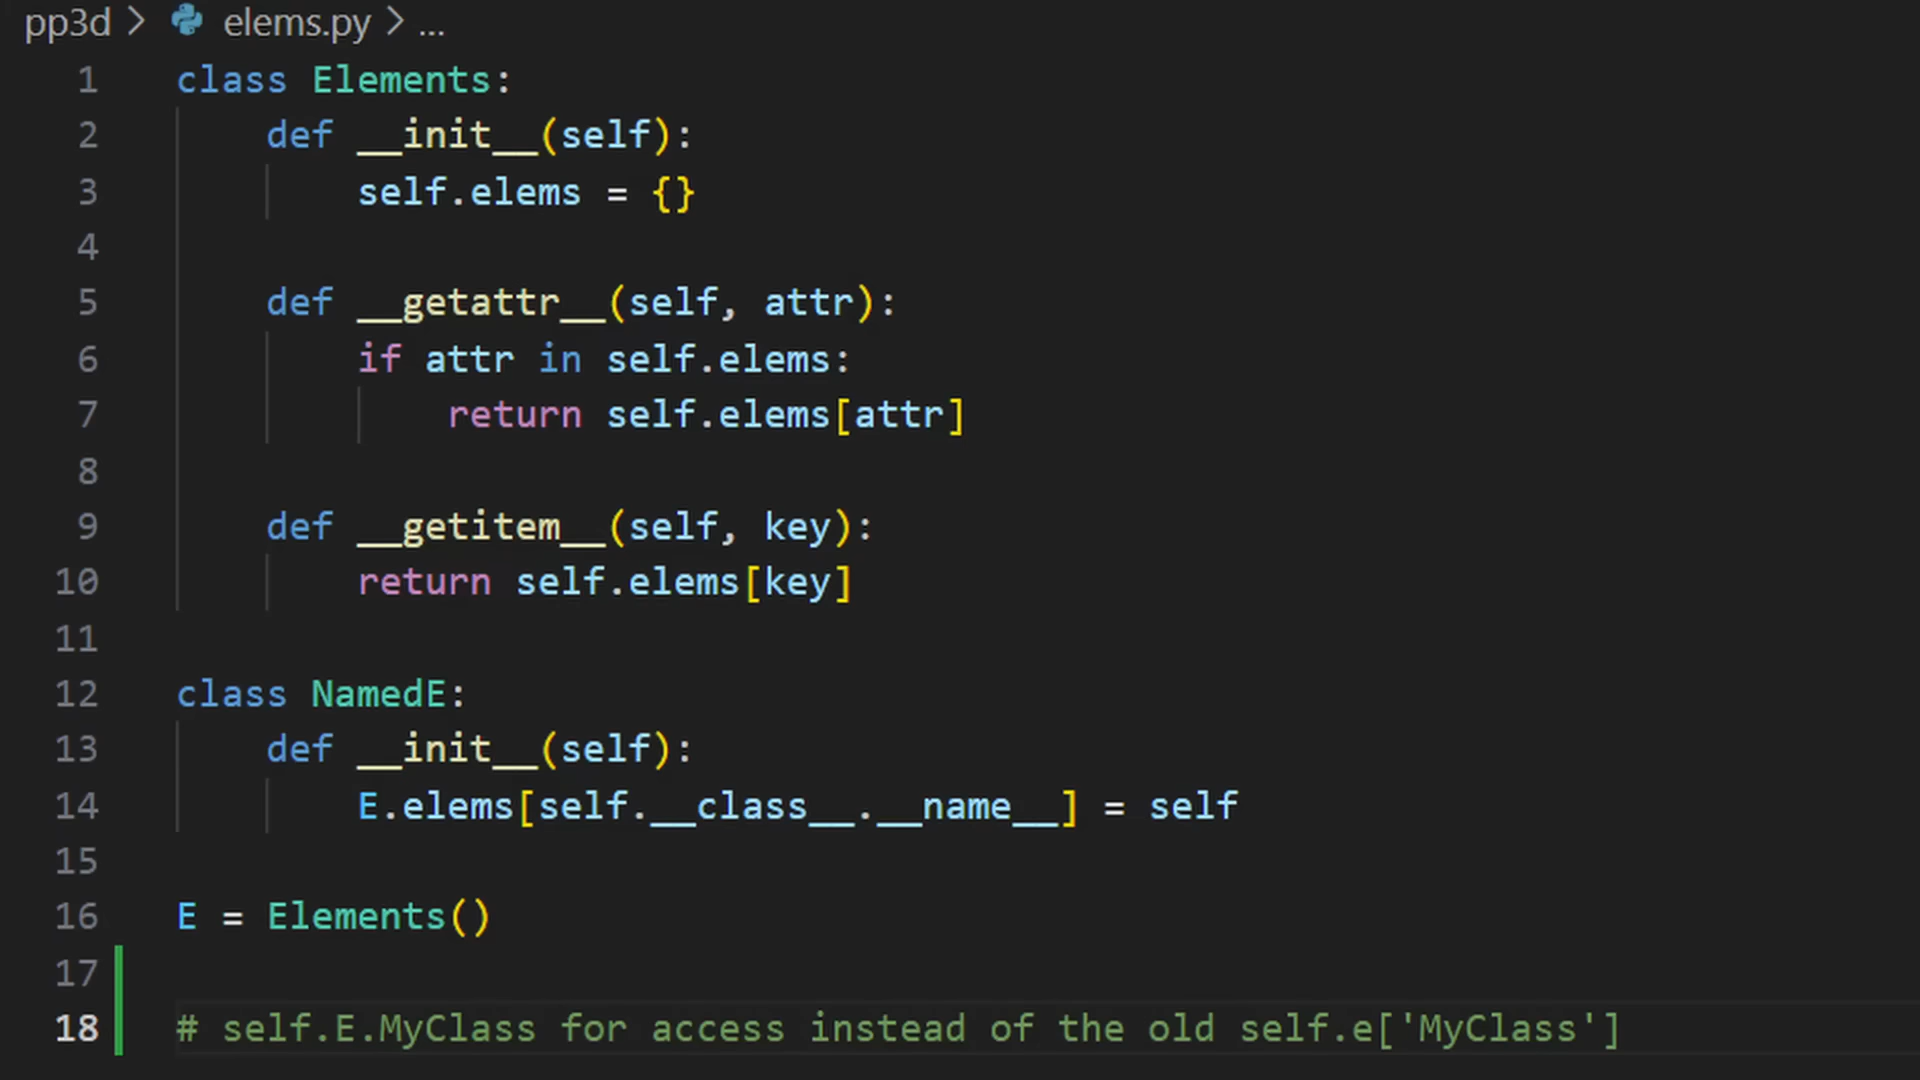 pp3d > elems.py > ...
1 class Elements:
2     def __init__(self):
3         self.elems = {}
4
5     def __getattr__(self, attr):
6         if attr in self.elems:
7             return self.elems[attr]
8
9     def __getitem__(self, key):
10         return self.elems[key]
11
12 class NamedE:
13     def __init__(self):
14         E.elems[self.__class__.__name__] = self
15
16 E = Elements()
17
18 # self.E.MyClass for access instead of the old self.e['MyClass']